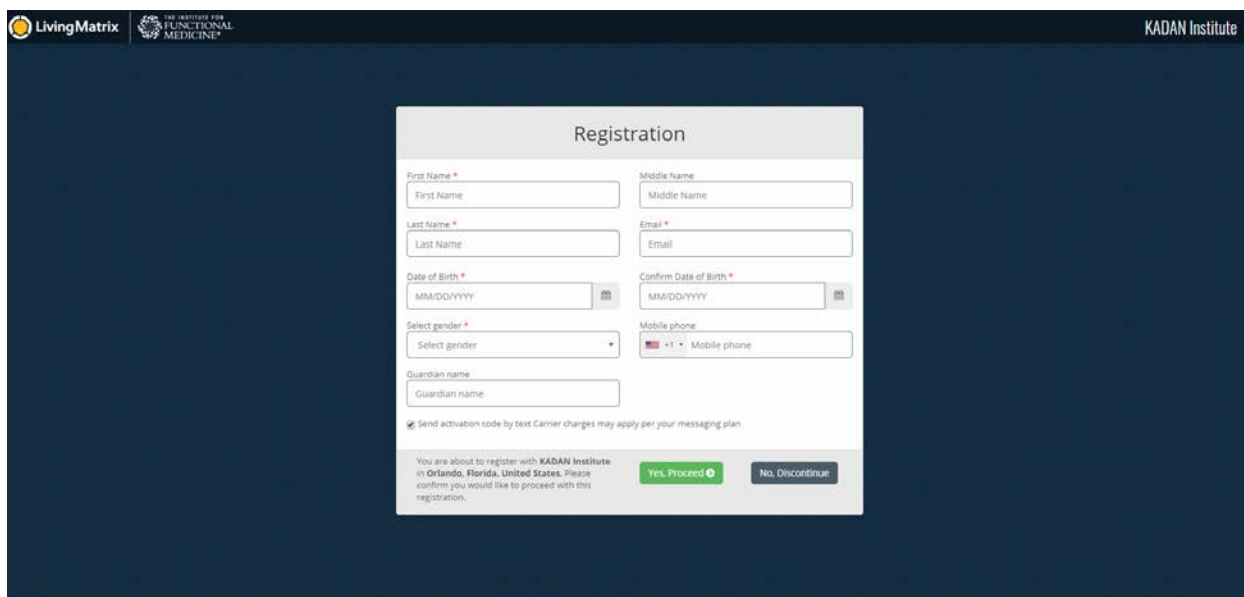 LivingMatrix
THE INSTITUTE FOR
FUNCTIONAL
MEDICINE®
KADAN Institute
Registration
First Name *
Middle Name
First Name
Middle Name
Last Name *
Email *
Last Name
Email
Date of Birth *
Confirm Date of Birth *
MM/DD/YYYY
MM/DD/YYYY
Select gender *
Mobile phone
Select gender
+1 Mobile phone
Guardian name
Guardian name
Send activation code by text Carrier charges may apply per your messaging plan
You are about to register with KADAN Institute
in Orlando, Florida, United States. Please
confirm you would like to proceed with this
registration.
Yes, Proceed
No, Discontinue